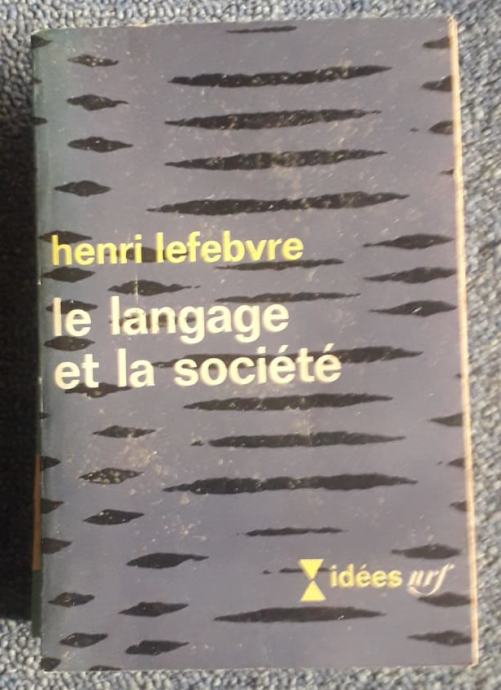 henri lefebvre
le langage
et la société
idées nrf